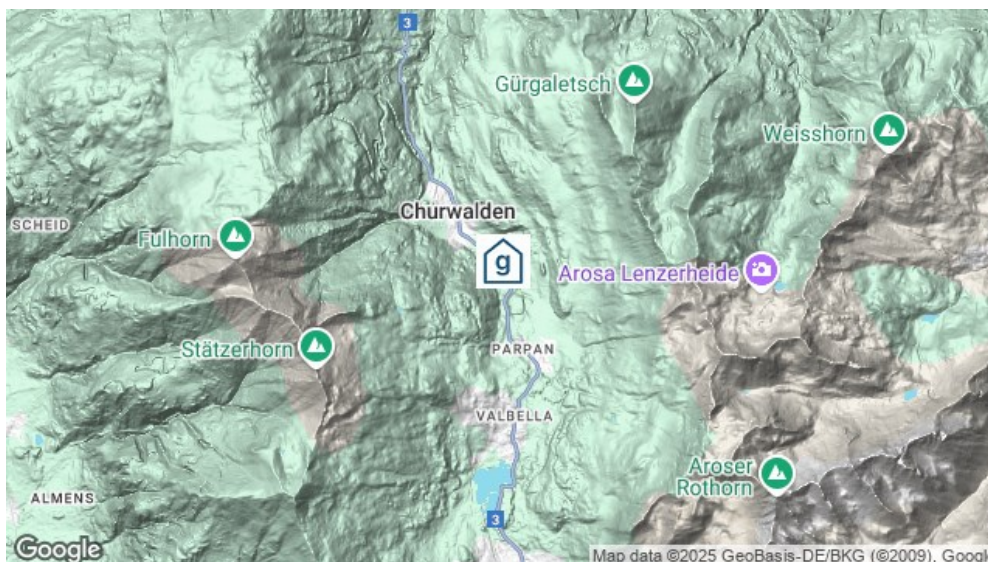 3
Gürgaletsch
Weisshorn
Churwalden
SCHEID
Fulhorn
g
Arosa Lenzerheide
Stätzerhorn
PARPAN
VALBELLA
Aroser
Rothorn
ALMENS
3
Google
Map data ©2025 GeoBasis-DE/BKG (©2009), Google